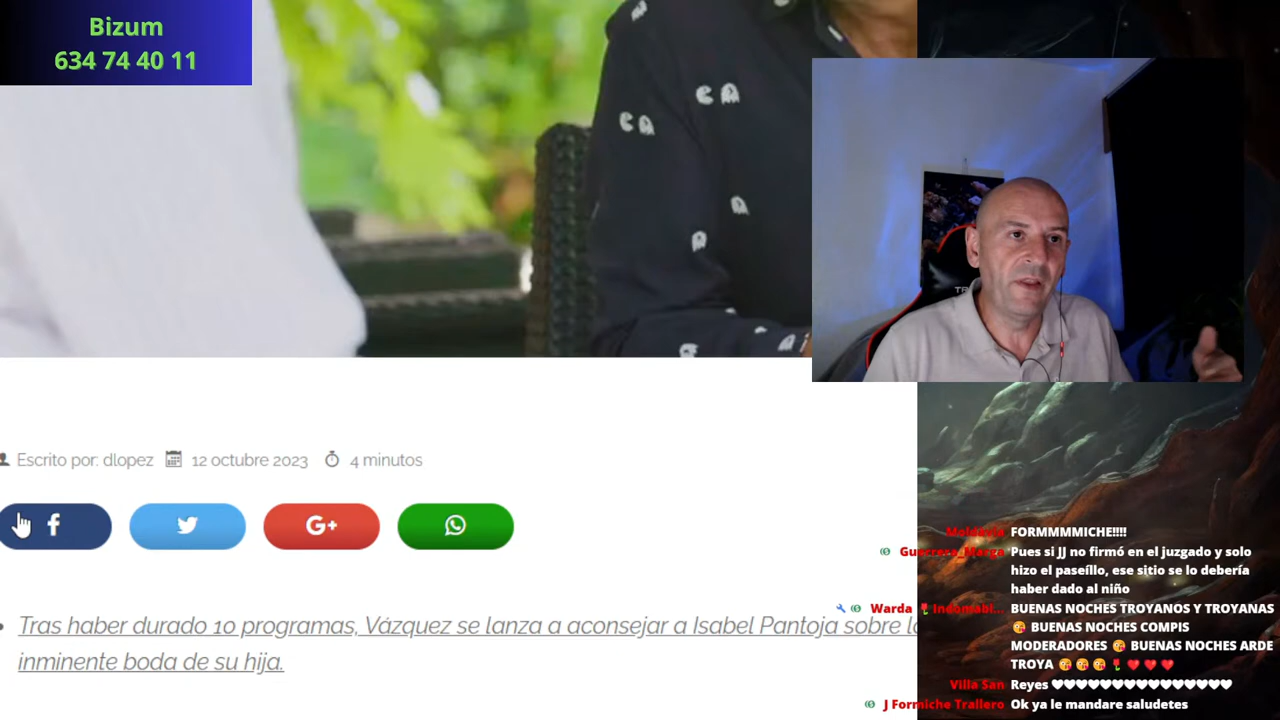 Bizum
634 74 40 11
Escrito por: dlopez 12 octubre 2023 4 minutos
G+
Tras haber durado 10 programas, Vázquez se lanza a aconsejar a Isabel Pantoja sobre
inminente boda de su hija.
FORMMMMICHE!!!!
Pues si JJ no firmó en el juzgado y solo
hizo el paseíllo, ese sitio se lo debería
haber dado al niño
Warda 🌷 Indomabl... BUENAS NOCHES TROYANOS Y TROYANAS
😘 BUENAS NOCHES COMPIS
MODERADORES 😘 BUENAS NOCHES ARDE
TROYA 😘😘😘🌷❤️❤️❤️
Villa San Reyes 🤍🤍🤍🤍🤍🤍🤍🤍🤍🤍🤍🤍🤍🤍🤍
J Formiche Trallero Ok ya le mandare saludetes